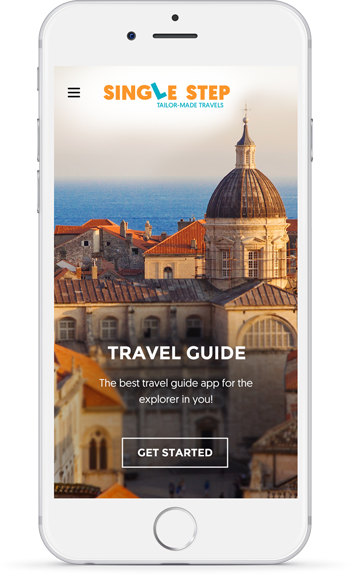 SINGLE STEP
TAILOR-MADE TRAVELS
TRAVEL GUIDE
The best travel guide app for the
explorer in you!
GET STARTED